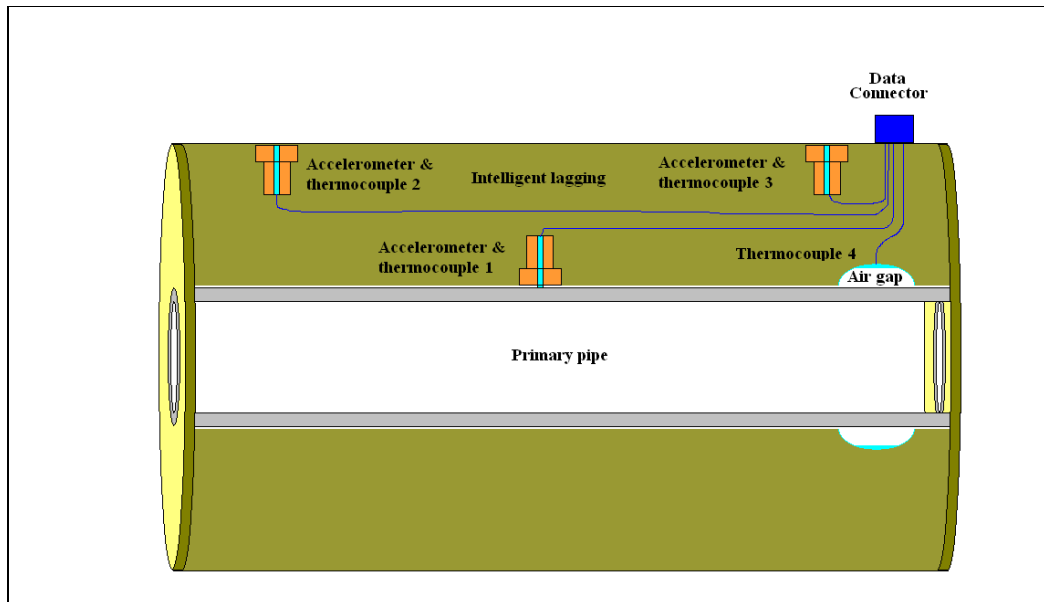 Data
Connector
Accelerometer &
thermocouple 2
Intelligent lagging
Accelerometer &
thermocouple 3
Accelerometer &
thermocouple 1
Thermocouple 4
Air gap
Primary pipe